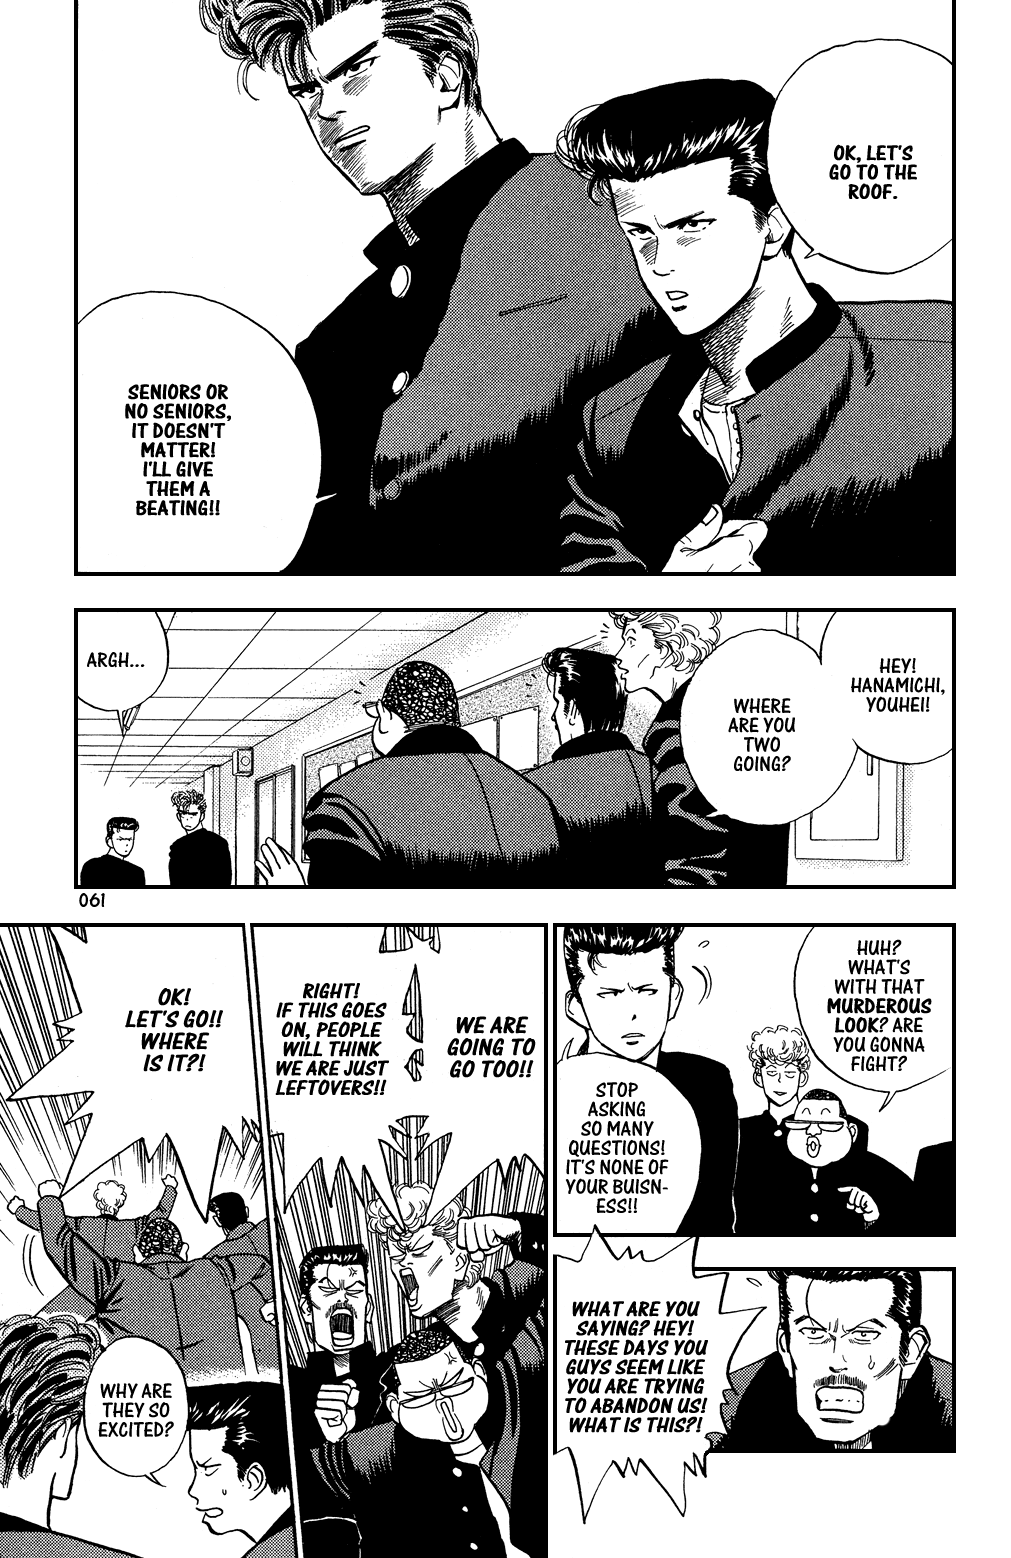 OK, LET'S
GO TO THE
ROOF.
SENIORS OR
NO SENIORS,
IT DOESN'T
MATTER!
I'LL GIVE
THEM A
BEATING!!
HEY!
HANAMICHI,
YOUHEI!
WHERE
ARE YOU
TWO
GOING?
ARGH...
061
HUH?
WHAT'S
WITH THAT
MURDEROUS
LOOK? ARE
YOU GONNA
FIGHT?
STOP
ASKING
SO MANY
QUESTIONS!
IT'S NONE OF
YOUR BUISN-
ESS!!
WHAT ARE YOU
SAYING? HEY!
THESE DAYS YOU
GUYS SEEM LIKE
YOU ARE TRYING
TO ABANDON US!
WHAT IS THIS?!
WE ARE
GOING TO
GO TOO!!
RIGHT!
IF THIS GOES
ON, PEOPLE
WILL THINK
WE ARE JUST
LEFTOVERS!!
OK!
LET'S GO!!
WHERE
IS IT?!
WHY ARE
THEY SO
EXCITED?